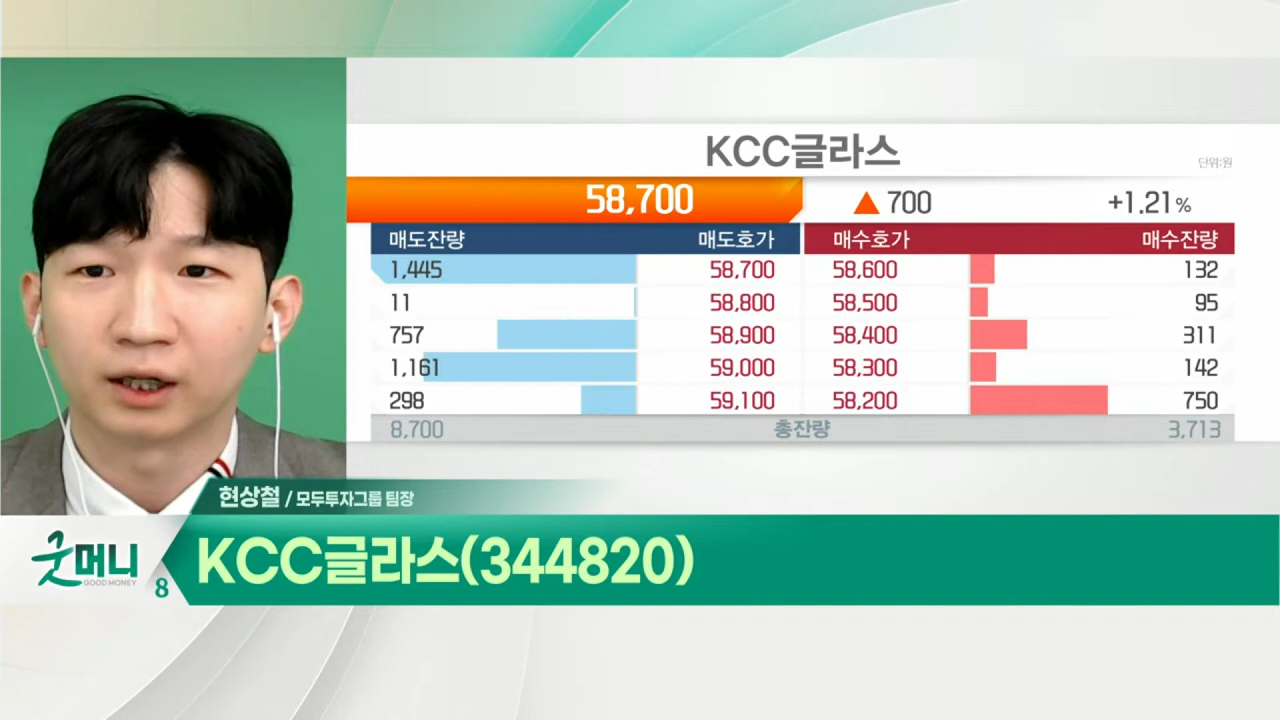 KCC글라스
단위:원
58,700 ▲ 700 +1.21%
매도잔량 매도호가 매수호가 매수잔량
1,445 58,700 58,600 132
11 58,800 58,500 95
757 58,900 58,400 311
1,161 59,000 58,300 142
298 59,100 58,200 750
8,700 총잔량 3,713
현상철 / 모두투자그룹 팀장
굿머니
GOOD MONEY
8
KCC글라스(344820)